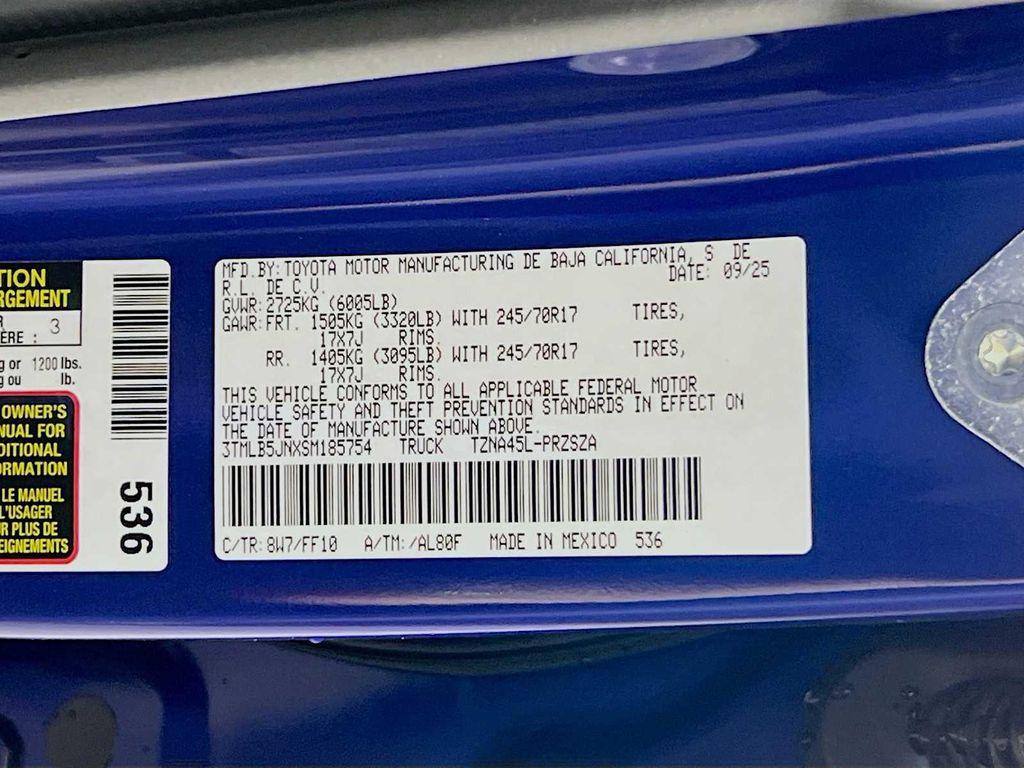 TION
RGEMENT
R 3
ÈRE :
g or 1200 lbs.
g ou lb.
OWNER'S
NUAL FOR
DITIONAL
ORMATION
LE MANUEL
L'USAGER
R PLUS DE
EIGNEMENTS
536
MFD.BY:TOYOTA MOTOR MANUFACTURING DE BAJA CALIFORNIA, S DE
R.L. DE C.V. DATE: 09/25
GVWR:2725KG (6005LB)
GAWR:FRT. 1505KG (3320LB) WITH 245/70R17 TIRES,
17X7J RIMS.
RR. 1405KG (3095LB) WITH 245/70R17 TIRES,
17X7J RIMS.
THIS VEHICLE CONFORMS TO ALL APPLICABLE FEDERAL MOTOR
VEHICLE SAFETY AND THEFT PREVENTION STANDARDS IN EFFECT ON
THE DATE OF MANUFACTURE SHOWN ABOVE.
3TMLB5JNXSM185754 TRUCK TZNA45L-PRZSZA
C/TR:8W7/FF10 A/TM:/AL80F MADE IN MEXICO 536